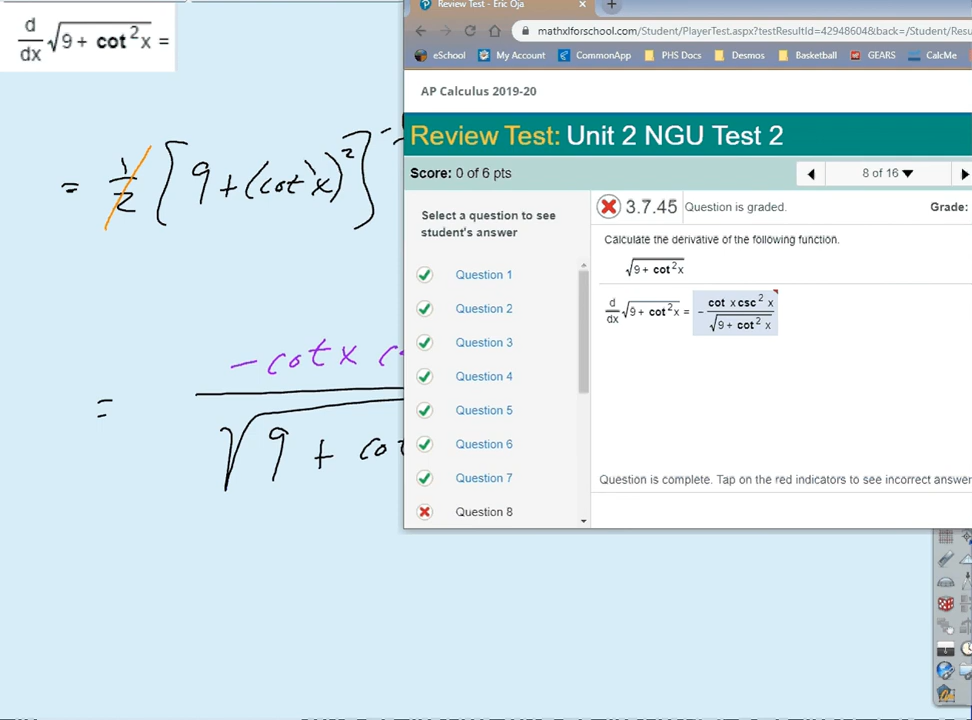 d/dx √9 + cot²x =
= 1/2 [9 + (cot x)²]⁻
= -cot x c
√9 + co
Review Test - Eric Oja
mathxlforschool.com/Student/PlayerTest.aspx?testResultId=42948604&back=/Student/Resu
eSchool My Account CommonApp PHS Docs Desmos Basketball GEARS CalcMe
AP Calculus 2019-20
Review Test: Unit 2 NGU Test 2
Score: 0 of 6 pts
8 of 16
Select a question to see
student's answer
Question 1
Question 2
Question 3
Question 4
Question 5
Question 6
Question 7
Question 8
3.7.45 Question is graded. Grade:
Calculate the derivative of the following function.
√9 + cot²x
d/dx √9 + cot²x = - cot x csc² x / √9 + cot² x
Question is complete. Tap on the red indicators to see incorrect answer